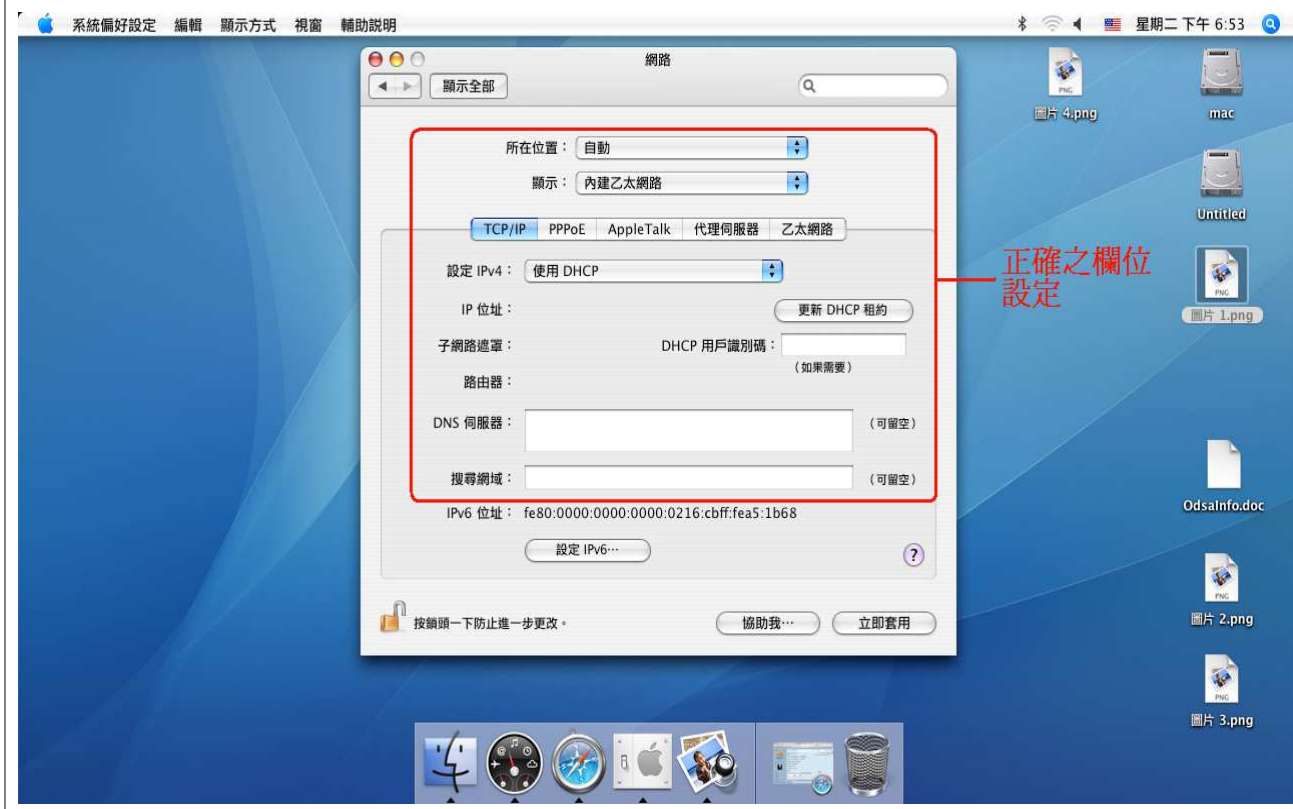 系統偏好設定 編輯 顯示方式 視窗 輔助說明 星期二 下午 6:53
網路
顯示全部
所在位置： 自動
顯示： 內建乙太網路
TCP/IP PPPoE AppleTalk 代理伺服器 乙太網路
設定 IPv4： 使用 DHCP
IP 位址： 更新 DHCP 租約
子網路遮罩： DHCP 用戶識別碼：
（如果需要）
路由器：
DNS 伺服器： （可留空）
搜尋網域： （可留空）
IPv6 位址： fe80:0000:0000:0000:0216:cbff:fea5:1b68
設定 IPv6…
?
按鎖頭一下防止進一步更改。 協助我… 立即套用
正確之欄位
設定
PNG
圖片 4.png
mac
Untitled
PNG
圖片 1.png
OdsaInfo.doc
PNG
圖片 2.png
PNG
圖片 3.png